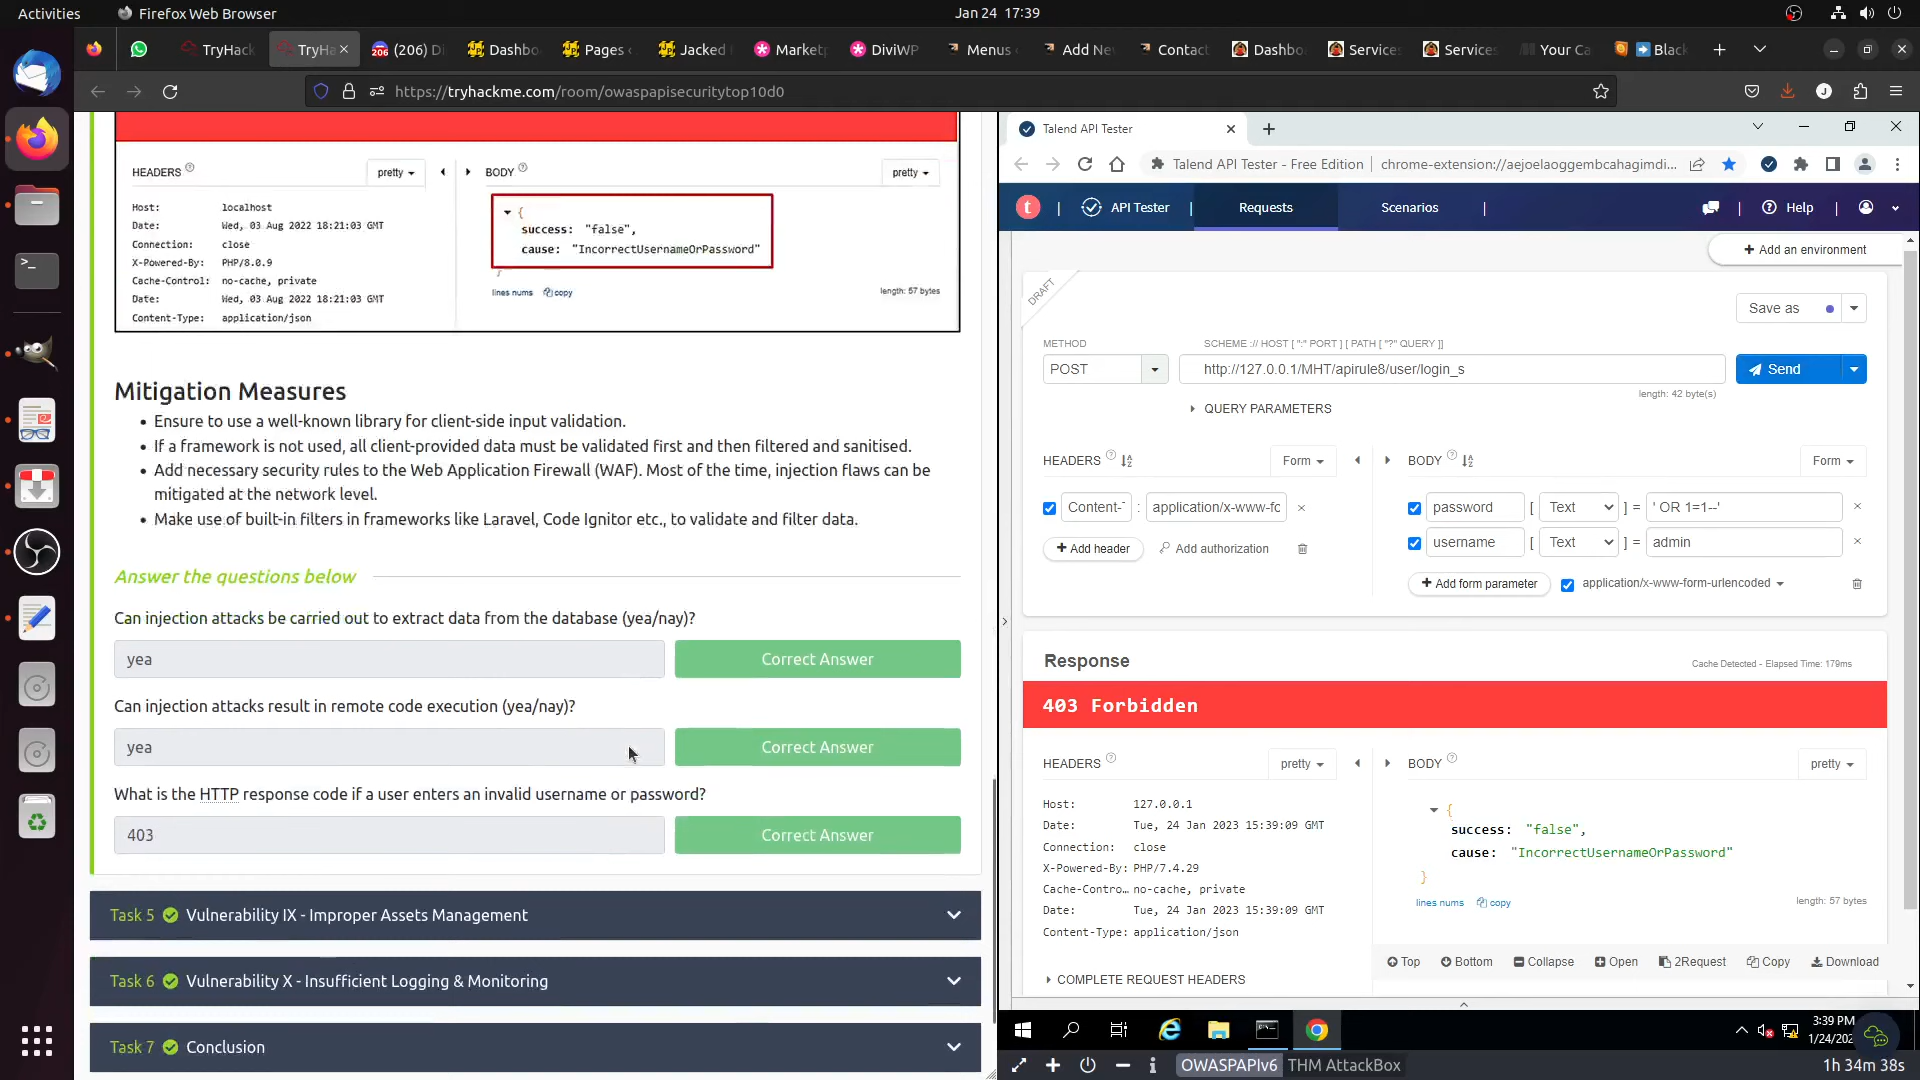 Activities
Firefox Web Browser
Jan 24 17:39
TryHack
TryHa
(206) Di
Dashbo
Pages
Jacked
Market
DiviWP
Menus
Add Ne
Contact
Dashbo
Services
Services
Your Ca
Black
https://tryhackme.com/room/owaspapisecuritytop10d0
HEADERS
pretty
BODY
pretty
Host: localhost
Date: Wed, 03 Aug 2022 18:21:03 GMT
Connection: close
X-Powered-By: PHP/8.0.9
Cache-Control: no-cache, private
Date: Wed, 03 Aug 2022 18:21:03 GMT
Content-Type: application/json
{
success: "false",
cause: "IncorrectUsernameOrPassword"
}
lines nums copy
length: 57 bytes
Mitigation Measures
• Ensure to use a well-known library for client-side input validation.
• If a framework is not used, all client-provided data must be validated first and then filtered and sanitised.
• Add necessary security rules to the Web Application Firewall (WAF). Most of the time, injection flaws can be
mitigated at the network level.
• Make use of built-in filters in frameworks like Laravel, Code Ignitor etc., to validate and filter data.
Answer the questions below
Can injection attacks be carried out to extract data from the database (yea/nay)?
yea
Correct Answer
Can injection attacks result in remote code execution (yea/nay)?
yea
Correct Answer
What is the HTTP response code if a user enters an invalid username or password?
403
Correct Answer
Task 5 Vulnerability IX - Improper Assets Management
Task 6 Vulnerability X - Insufficient Logging & Monitoring
Task 7 Conclusion
Talend API Tester
Talend API Tester - Free Edition
chrome-extension://aejoelaoggembcahagimdi...
t | API Tester | Requests Scenarios |
| Help |
+ Add an environment
DRAFT
Save as
METHOD
SCHEME :// HOST [ ":" PORT ] [ PATH [ "?" QUERY ]]
POST
http://127.0.0.1/MHT/apirule8/user/login_s
Send
length: 42 byte(s)
QUERY PARAMETERS
HEADERS
Form
BODY
Form
Content-T : application/x-www-fo
password [ Text ] = ' OR 1=1--'
username [ Text ] = admin
+ Add header
Add authorization
+ Add form parameter
application/x-www-form-urlencoded
Response
Cache Detected - Elapsed Time: 179ms
403 Forbidden
HEADERS
pretty
BODY
pretty
Host: 127.0.0.1
Date: Tue, 24 Jan 2023 15:39:09 GMT
Connection: close
X-Powered-By: PHP/7.4.29
Cache-Contro… no-cache, private
Date: Tue, 24 Jan 2023 15:39:09 GMT
Content-Type: application/json
{
success: "false",
cause: "IncorrectUsernameOrPassword"
}
lines nums copy
length: 57 bytes
Top Bottom Collapse Open 2Request Copy Download
COMPLETE REQUEST HEADERS
3:39 PM
1/24/202
OWASPAPIv6 THM AttackBox
1h 34m 38s